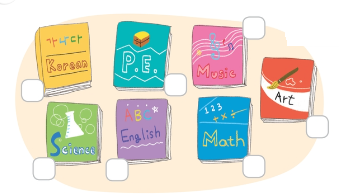 가나다
Korean
P.E.
Music
Art
Science
ABC
English
123
+×÷
Math